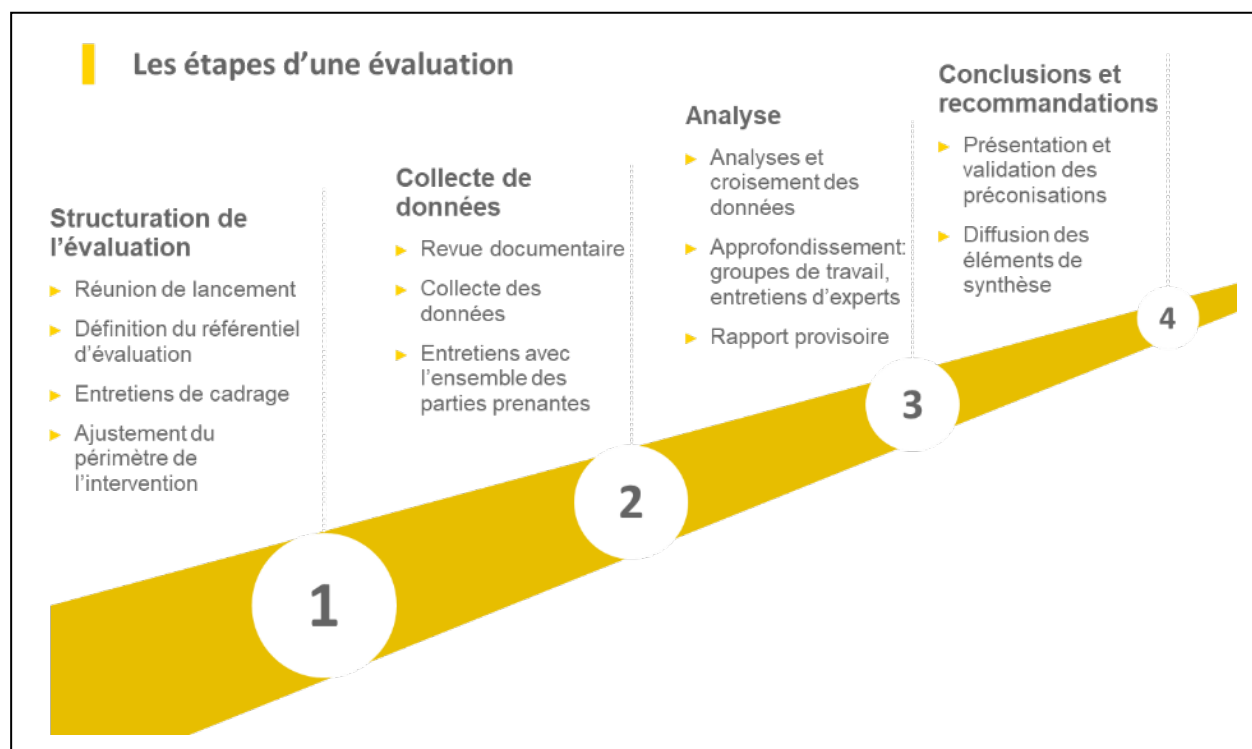 Les étapes d’une évaluation
Structuration de
l’évaluation
Réunion de lancement
Définition du référentiel
d’évaluation
Entretiens de cadrage
Ajustement du
périmètre de
l’intervention
1
Collecte de
données
Revue documentaire
Collecte des
données
Entretiens avec
l’ensemble des
parties prenantes
2
Analyse
Analyses et
croisement des
données
Approfondissement:
groupes de travail,
entretiens d’experts
Rapport provisoire
3
Conclusions et
recommandations
Présentation et
validation des
préconisations
Diffusion des
éléments de
synthèse
4